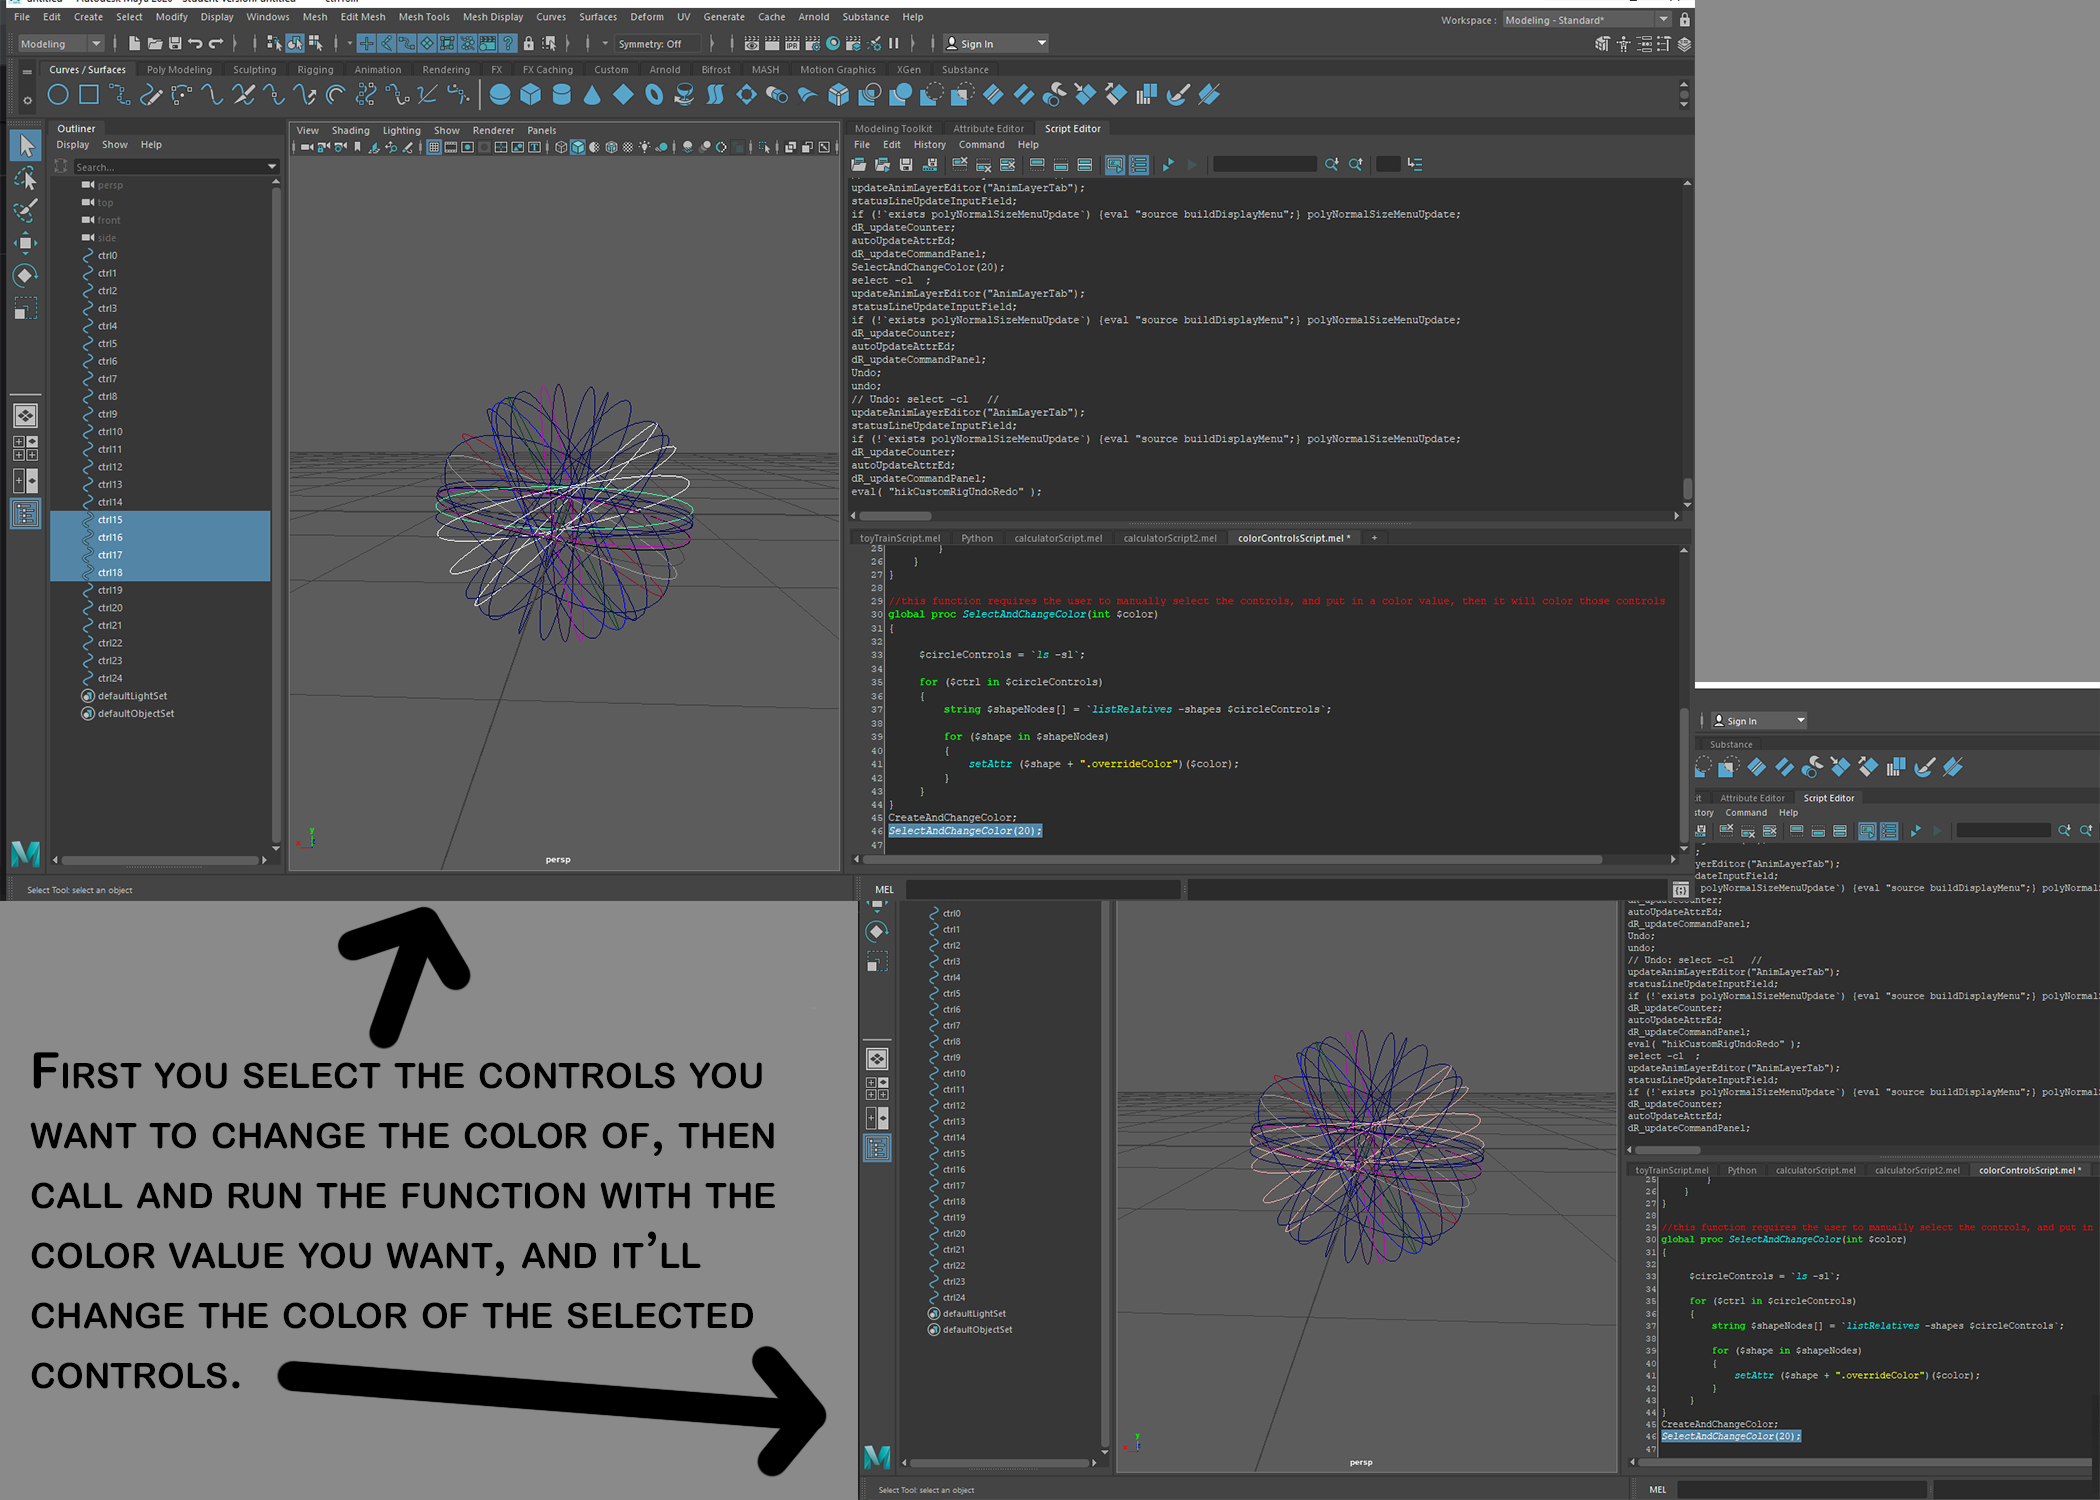 File Edit Create Select Modify Display Windows Mesh Edit Mesh Mesh Tools Mesh Display Curves Surfaces Deform UV Generate Cache Arnold Substance Help
Workspace : Modeling - Standard*
Modeling
Symmetry: Off
Sign In
Curves / Surfaces Poly Modeling Sculpting Rigging Animation Rendering FX FX Caching Custom Arnold Bifrost MASH Motion Graphics XGen Substance
Outliner
Display Show Help
Search...
persp
top
front
side
ctrl0
ctrl1
ctrl2
ctrl3
ctrl4
ctrl5
ctrl6
ctrl7
ctrl8
ctrl9
ctrl10
ctrl11
ctrl12
ctrl13
ctrl14
ctrl15
ctrl16
ctrl17
ctrl18
ctrl19
ctrl20
ctrl21
ctrl22
ctrl23
ctrl24
defaultLightSet
defaultObjectSet
View Shading Lighting Show Renderer Panels
persp
Modeling Toolkit Attribute Editor Script Editor
File Edit History Command Help
updateAnimLayerEditor("AnimLayerTab");
statusLineUpdateInputField;
if (!`exists polyNormalSizeMenuUpdate`) {eval "source buildDisplayMenu";} polyNormalSizeMenuUpdate;
dR_updateCounter;
autoUpdateAttrEd;
dR_updateCommandPanel;
SelectAndChangeColor(20);
select -cl  ;
updateAnimLayerEditor("AnimLayerTab");
statusLineUpdateInputField;
if (!`exists polyNormalSizeMenuUpdate`) {eval "source buildDisplayMenu";} polyNormalSizeMenuUpdate;
dR_updateCounter;
autoUpdateAttrEd;
dR_updateCommandPanel;
Undo;
undo;
// Undo: select -cl   //
updateAnimLayerEditor("AnimLayerTab");
statusLineUpdateInputField;
if (!`exists polyNormalSizeMenuUpdate`) {eval "source buildDisplayMenu";} polyNormalSizeMenuUpdate;
dR_updateCounter;
autoUpdateAttrEd;
dR_updateCommandPanel;
eval( "hikCustomRigUndoRedo" );
toyTrainScript.mel Python calculatorScript.mel calculatorScript2.mel colorControlsScript.mel * +
25 }
26 }
27 }
28
29 //this function requires the user to manually select the controls, and put in a color value, then it will color those controls
30 global proc SelectAndChangeColor(int $color)
31 {
32
33 $circleControls = `ls -sl`;
34
35 for ($ctrl in $circleControls)
36 {
37 string $shapeNodes[] = `listRelatives -shapes $circleControls`;
38
39 for ($shape in $shapeNodes)
40 {
41 setAttr ($shape + ".overrideColor")($color);
42 }
43 }
44 }
45 CreateAndChangeColor;
46 SelectAndChangeColor(20);
47
Select Tool: select an object
MEL
First you select the controls you
want to change the color of, then
call and run the function with the
color value you want, and it'll
change the color of the selected
controls.
Sign In
Substance
Attribute Editor Script Editor
Command Help
ctrl0
ctrl1
ctrl2
ctrl3
ctrl4
ctrl5
ctrl6
ctrl7
ctrl8
ctrl9
ctrl10
ctrl11
ctrl12
ctrl13
ctrl14
ctrl15
ctrl16
ctrl17
ctrl18
ctrl19
ctrl20
ctrl21
ctrl22
ctrl23
ctrl24
defaultLightSet
defaultObjectSet
persp
polyNormalSizeMenuUpdate`) {eval "source buildDisplayMenu";} polyNormal
dR_updateCounter;
autoUpdateAttrEd;
dR_updateCommandPanel;
Undo;
undo;
// Undo: select -cl   //
updateAnimLayerEditor("AnimLayerTab");
statusLineUpdateInputField;
if (!`exists polyNormalSizeMenuUpdate`) {eval "source buildDisplayMenu";} polyNormal
dR_updateCounter;
autoUpdateAttrEd;
dR_updateCommandPanel;
eval( "hikCustomRigUndoRedo" );
select -cl  ;
updateAnimLayerEditor("AnimLayerTab");
statusLineUpdateInputField;
if (!`exists polyNormalSizeMenuUpdate`) {eval "source buildDisplayMenu";} polyNormal
dR_updateCounter;
autoUpdateAttrEd;
dR_updateCommandPanel;
toyTrainScript.mel Python calculatorScript.mel calculatorScript2.mel colorControlsScript.mel *
25 }
26 }
27 }
28
29 //this function requires the user to manually select the controls, and put in
30 global proc SelectAndChangeColor(int $color)
31 {
32
33 $circleControls = `ls -sl`;
34
35 for ($ctrl in $circleControls)
36 {
37 string $shapeNodes[] = `listRelatives -shapes $circleControls`;
38
39 for ($shape in $shapeNodes)
40 {
41 setAttr ($shape + ".overrideColor")($color);
42 }
43 }
44 }
45 CreateAndChangeColor;
46 SelectAndChangeColor(20);
47
Select Tool: select an object
MEL